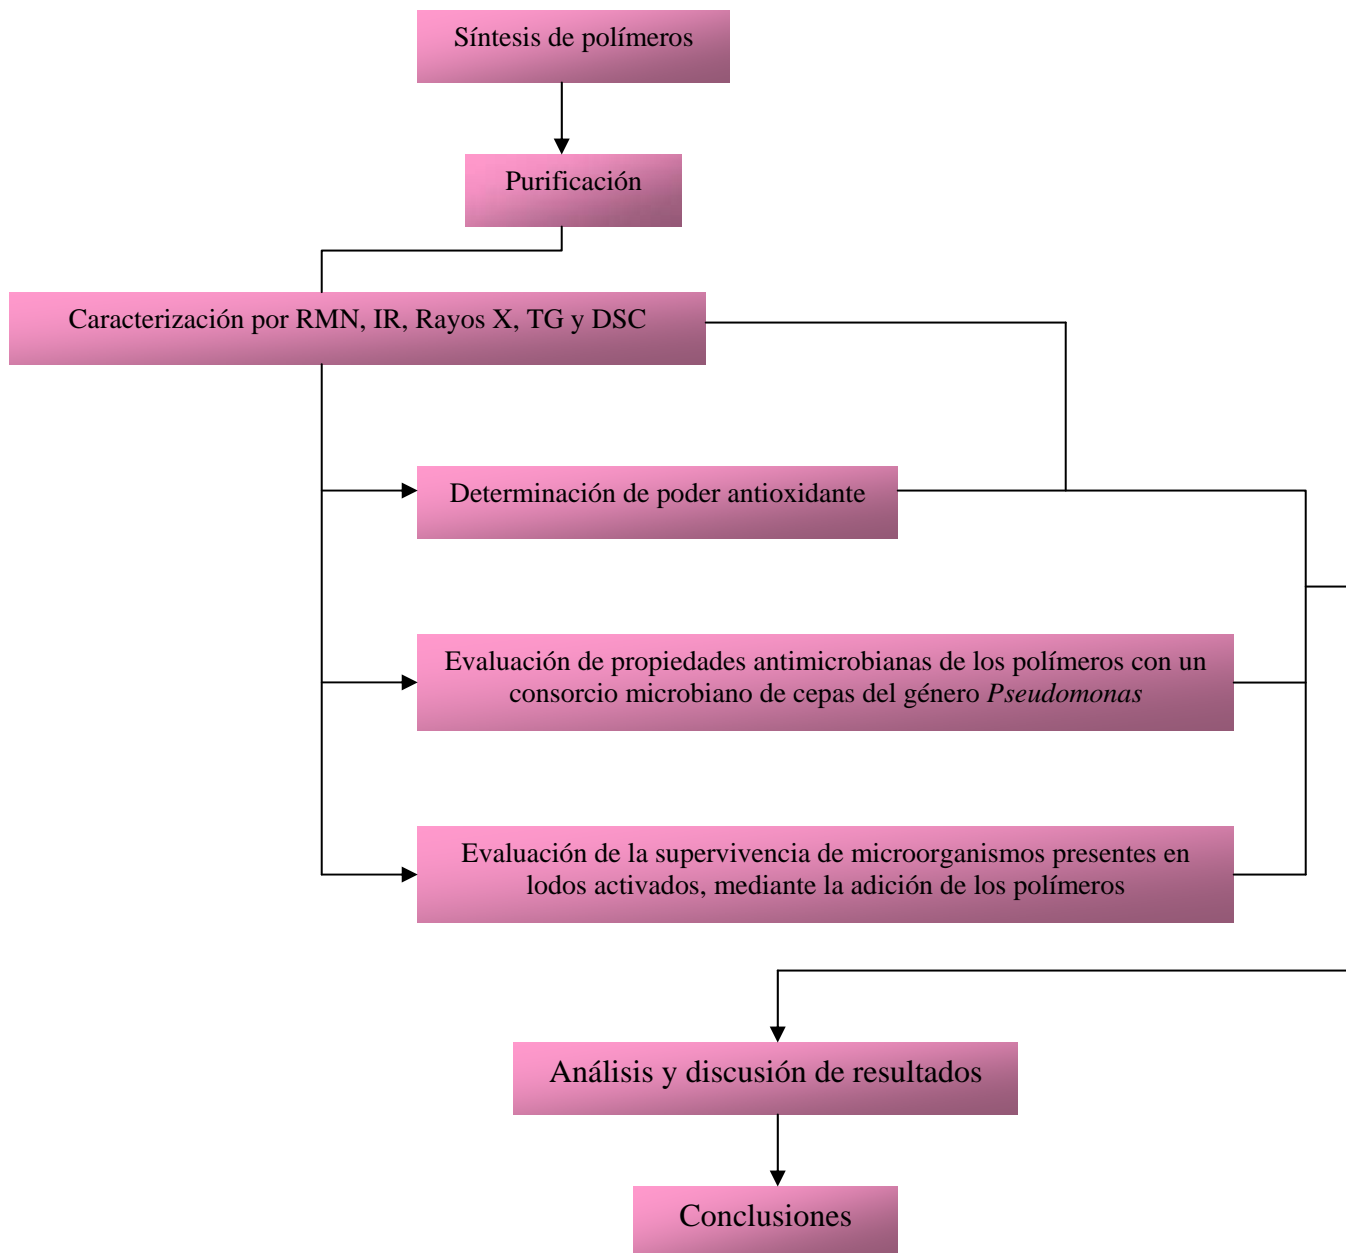 Síntesis de polímeros
Purificación
Caracterización por RMN, IR, Rayos X, TG y DSC
Determinación de poder antioxidante
Evaluación de propiedades antimicrobianas de los polímeros con un
consorcio microbiano de cepas del género Pseudomonas
Evaluación de la supervivencia de microorganismos presentes en
lodos activados, mediante la adición de los polímeros
Análisis y discusión de resultados
Conclusiones